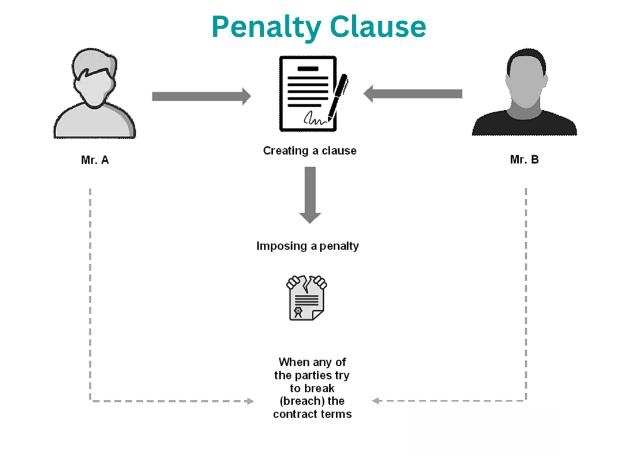 Penalty Clause
Mr. A
Creating a clause
Mr. B
Imposing a penalty
When any of
the parties try
to break
(breach) the
contract terms